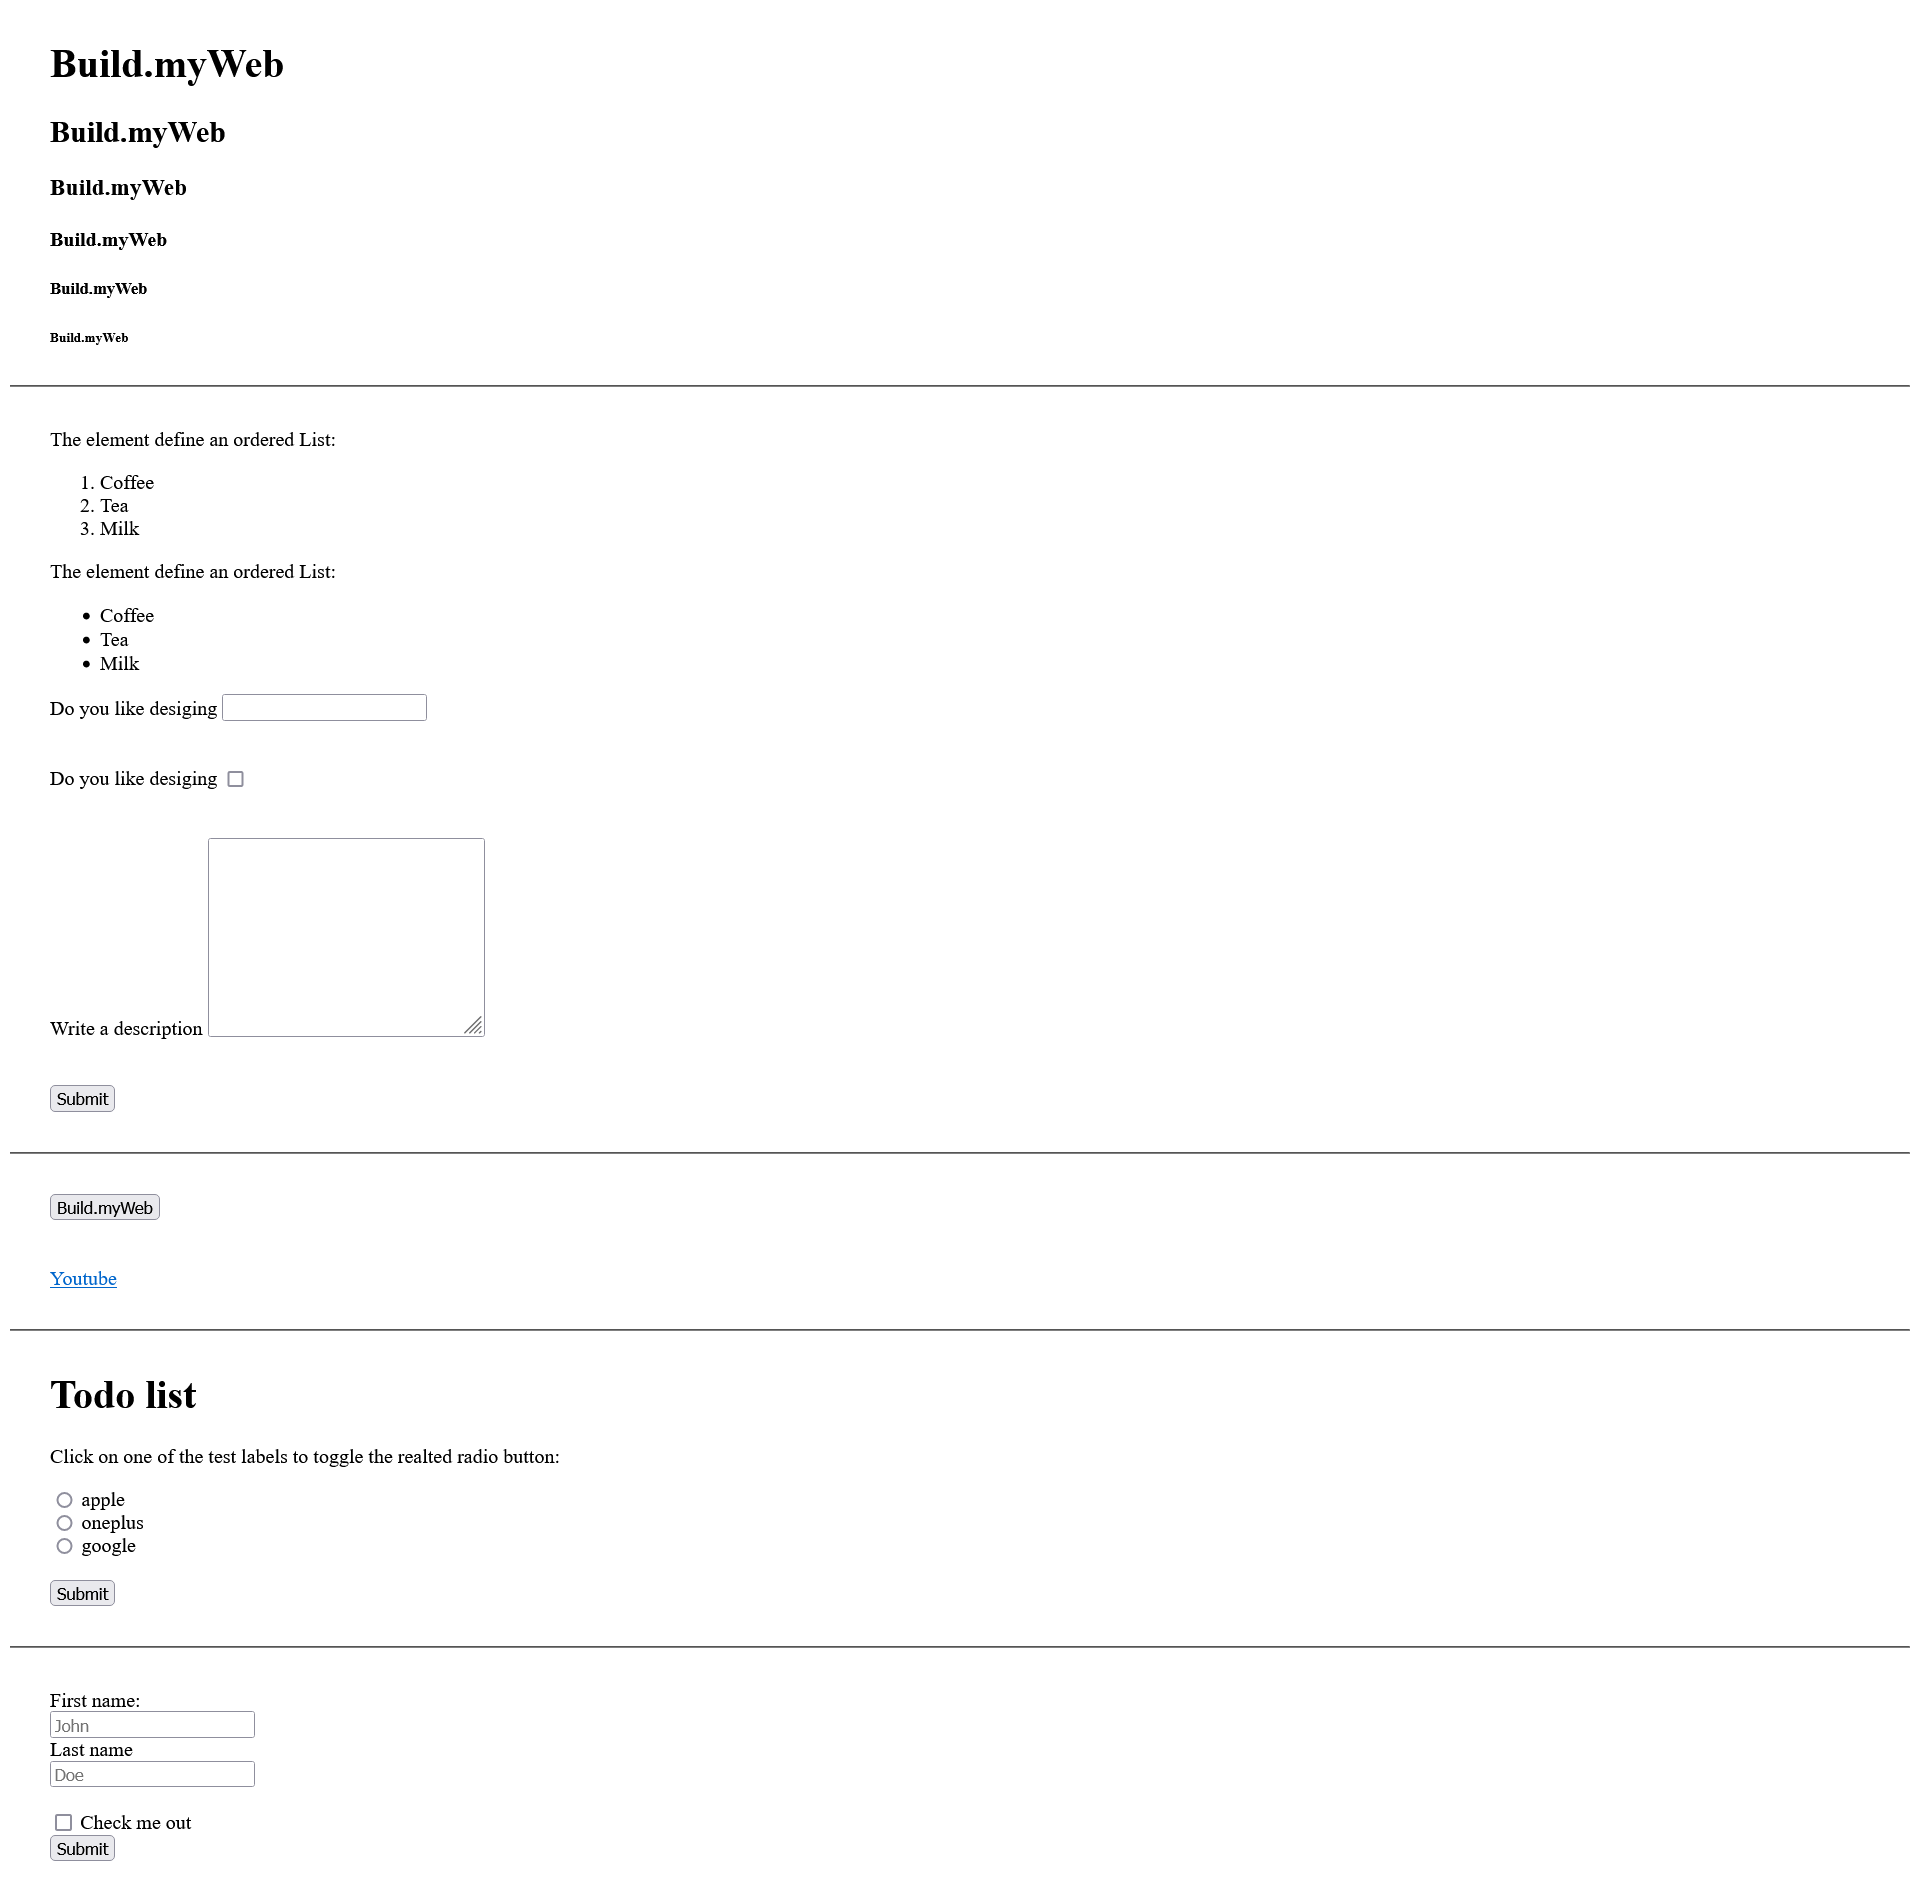 Build.myWeb
Build.myWeb
Build.myWeb
Build.myWeb
Build.myWeb
Build.myWeb
The element define an ordered List:
1. Coffee
2. Tea
3. Milk
The element define an ordered List:
• Coffee
• Tea
• Milk
Do you like desiging
Do you like desiging
Write a description
Submit
Build.myWeb
Youtube
Todo list
Click on one of the test labels to toggle the realted radio button:
apple
oneplus
google
Submit
First name:
John
Last name
Doe
Check me out
Submit